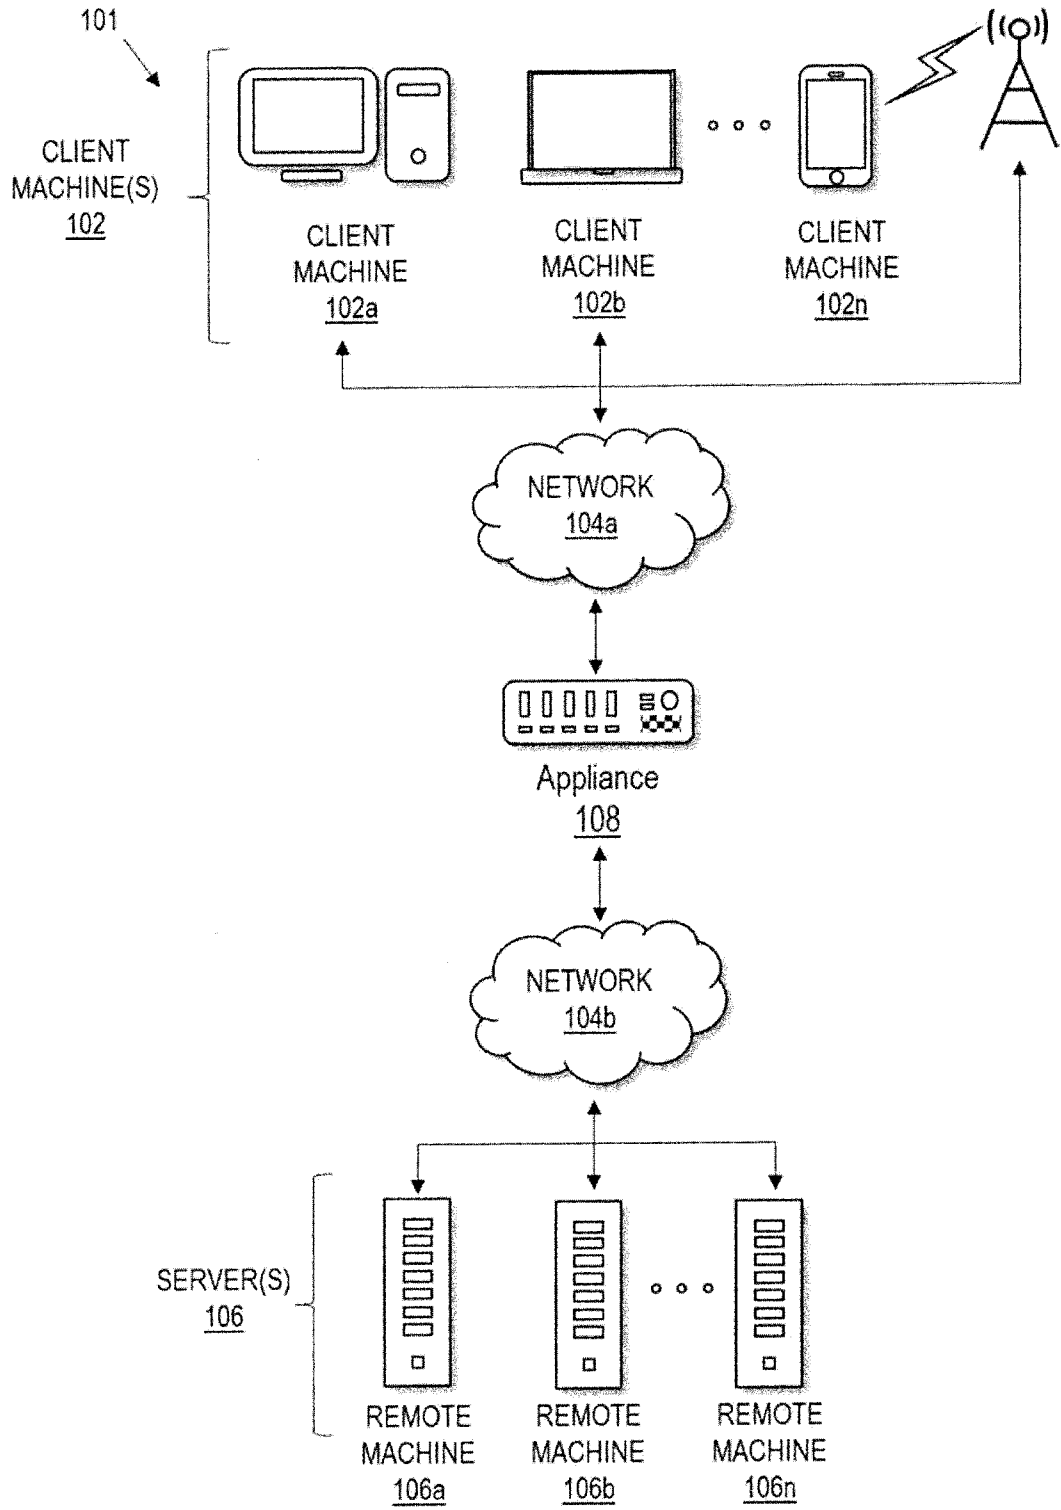 101
CLIENT
MACHINE(S)
102
CLIENT
MACHINE
102a
CLIENT
MACHINE
102b
CLIENT
MACHINE
102n
NETWORK
104a
Appliance
108
NETWORK
104b
SERVER(S)
106
REMOTE
MACHINE
106a
REMOTE
MACHINE
106b
REMOTE
MACHINE
106n